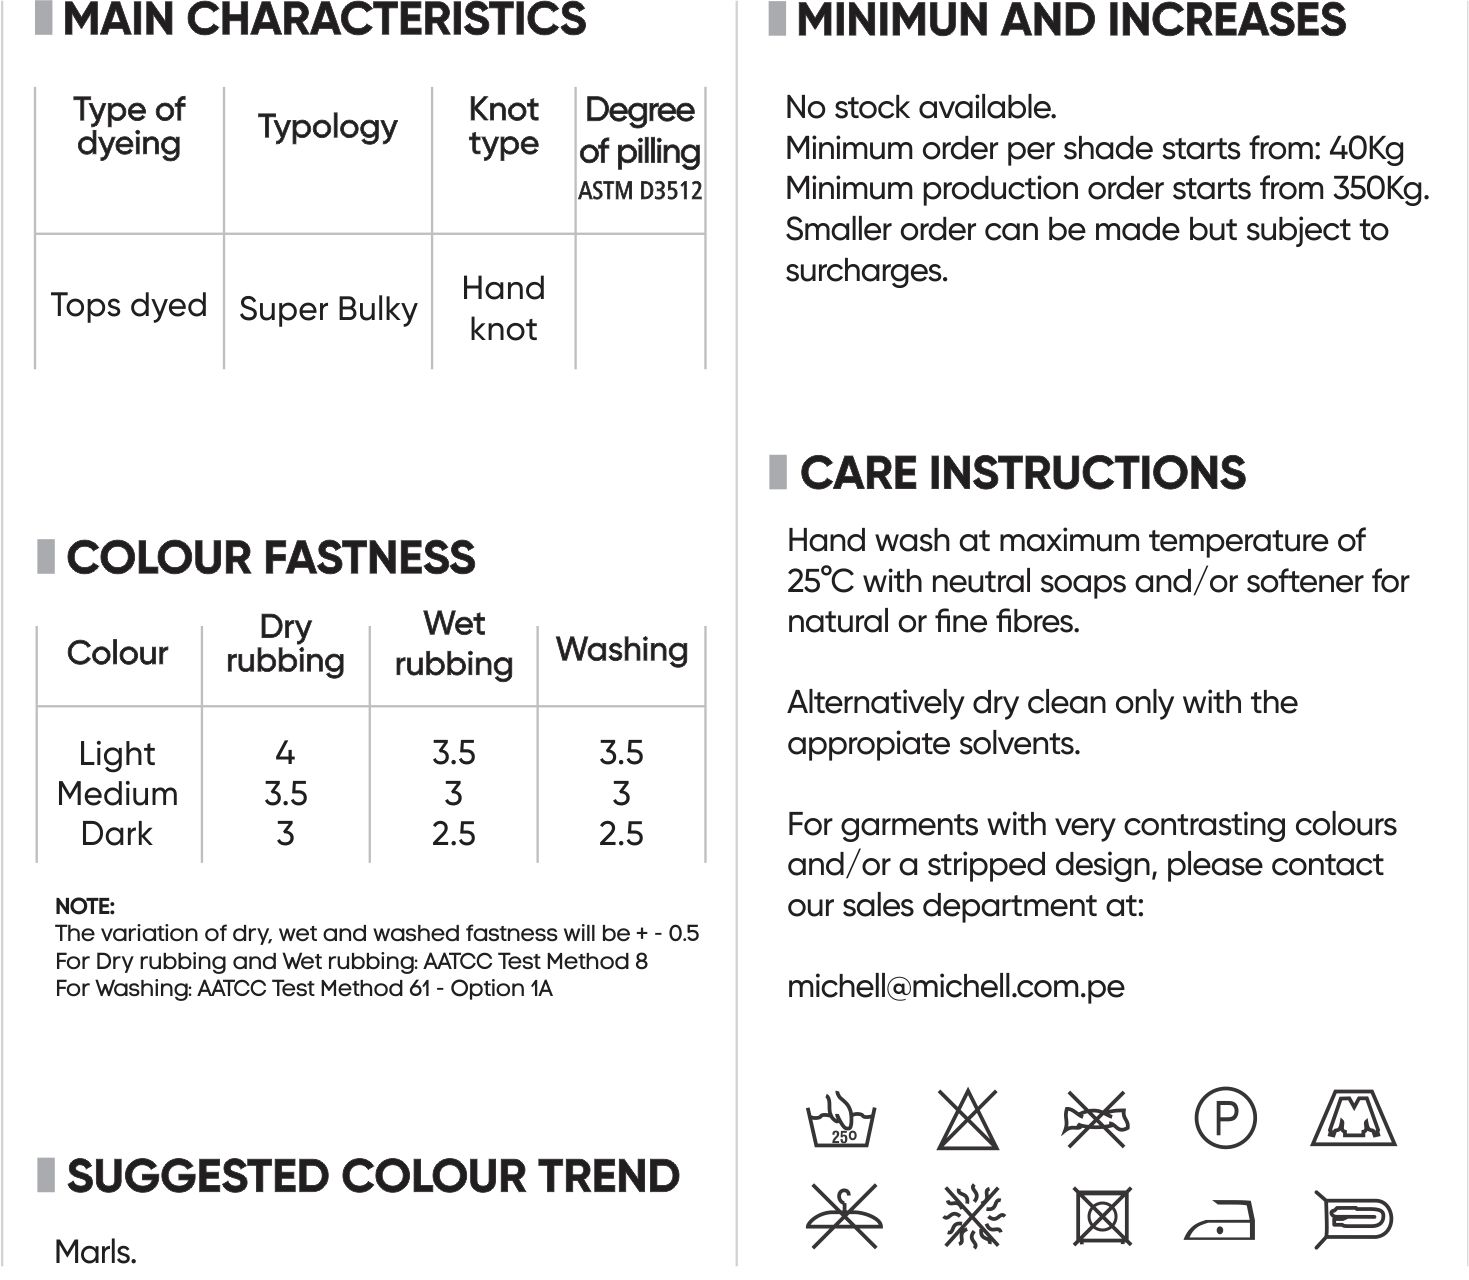 MAIN CHARACTERISTICS
Type of
dyeing
Typology
Knot
type
Degree
of pilling
ASTM D3512
Tops dyed
Super Bulky
Hand
knot
COLOUR FASTNESS
Colour
Dry
rubbing
Wet
rubbing
Washing
Light 4 3.5 3.5
Medium 3.5 3 3
Dark 3 2.5 2.5
NOTE:
The variation of dry, wet and washed fastness will be + - 0.5
For Dry rubbing and Wet rubbing: AATCC Test Method 8
For Washing: AATCC Test Method 61 - Option 1A
SUGGESTED COLOUR TREND
Marls.
MINIMUN AND INCREASES
No stock available.
Minimum order per shade starts from: 40Kg
Minimum production order starts from 350Kg.
Smaller order can be made but subject to
surcharges.
CARE INSTRUCTIONS
Hand wash at maximum temperature of
25°C with neutral soaps and/or softener for
natural or fine fibres.
Alternatively dry clean only with the
appropiate solvents.
For garments with very contrasting colours
and/or a stripped design, please contact
our sales department at:
michell@michell.com.pe
25º
P